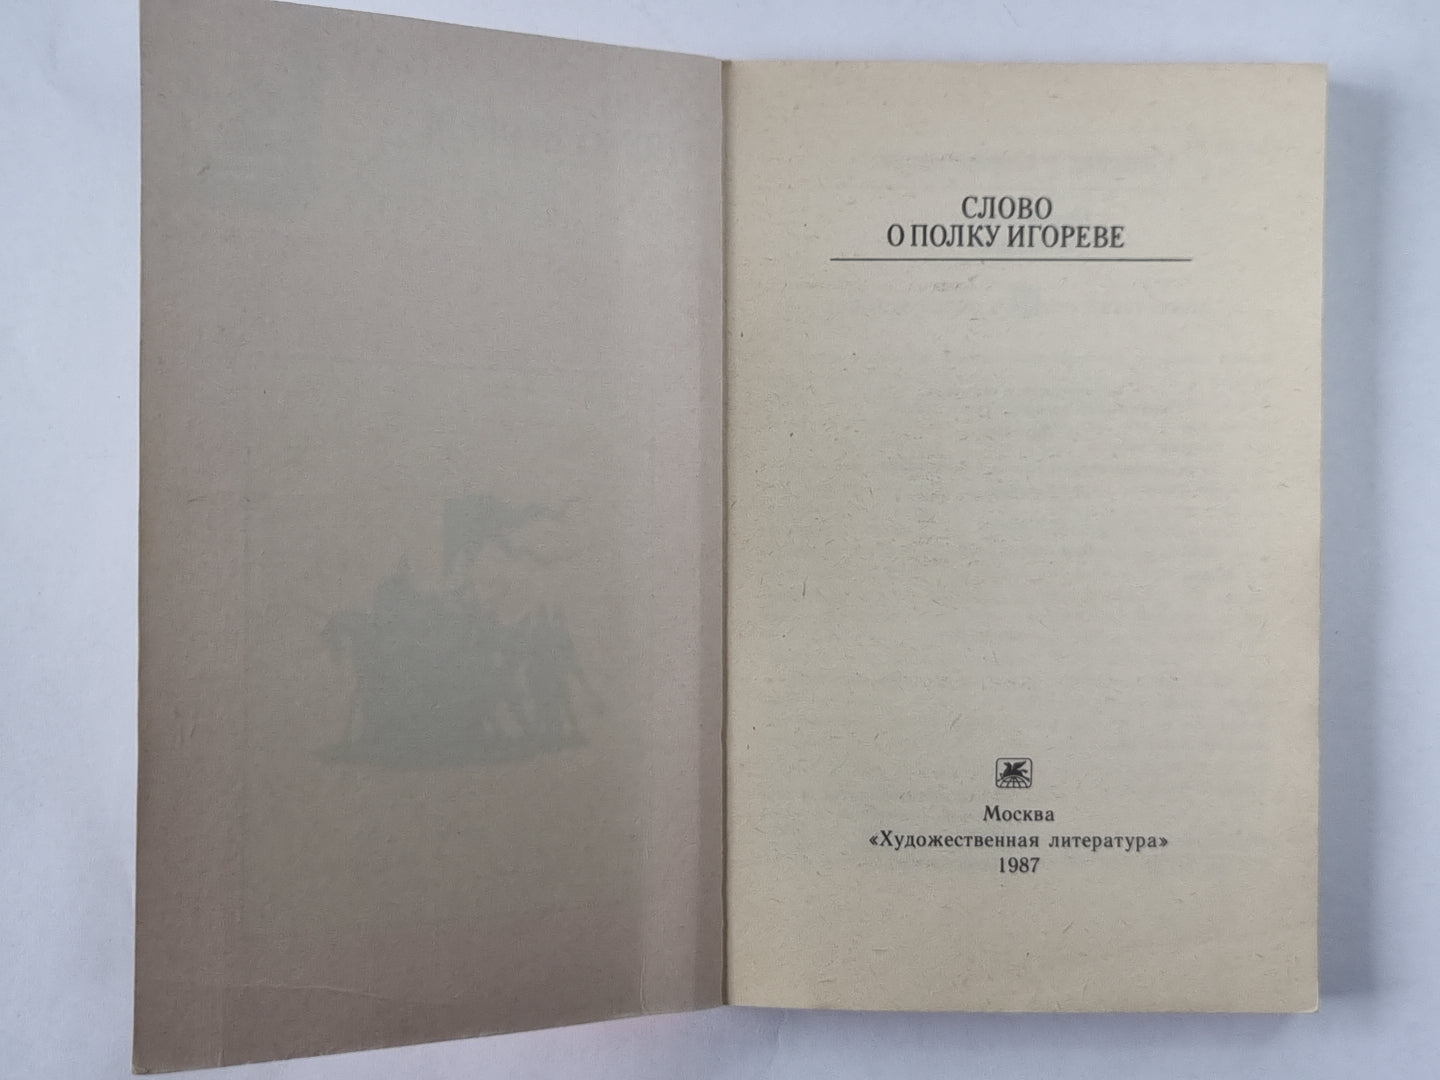 СЛОВО
О ПОЛКУ ИГОРЕВЕ
Москва
«Художественная литература»
1987